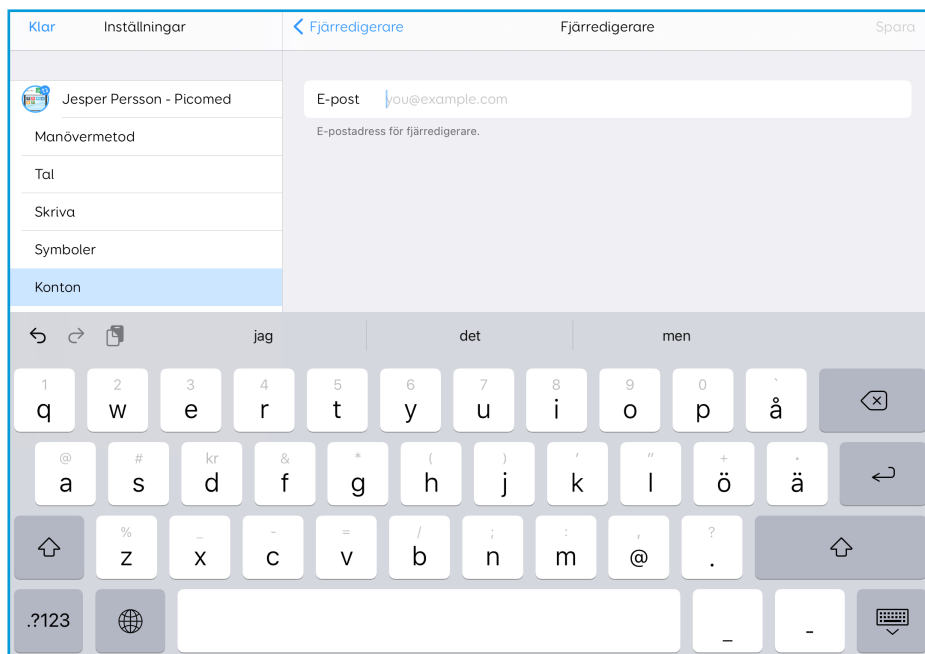 Klar Inställningar Fjärredigerare Fjärredigerare Spara
Jesper Persson - Picomed
Manövermetod
Tal
Skriva
Symboler
Konton
E-post you@example.com
E-postadress för fjärredigerare.
jag det men
1 2 3 4 5 6 7 8 9 0 `
q w e r t y u i o p å
@ # kr & * ( ) ' " + •
a s d f g h j k l ö ä
% _ - = / ; : , ?
z x c v b n m @ .
.?123 _ -